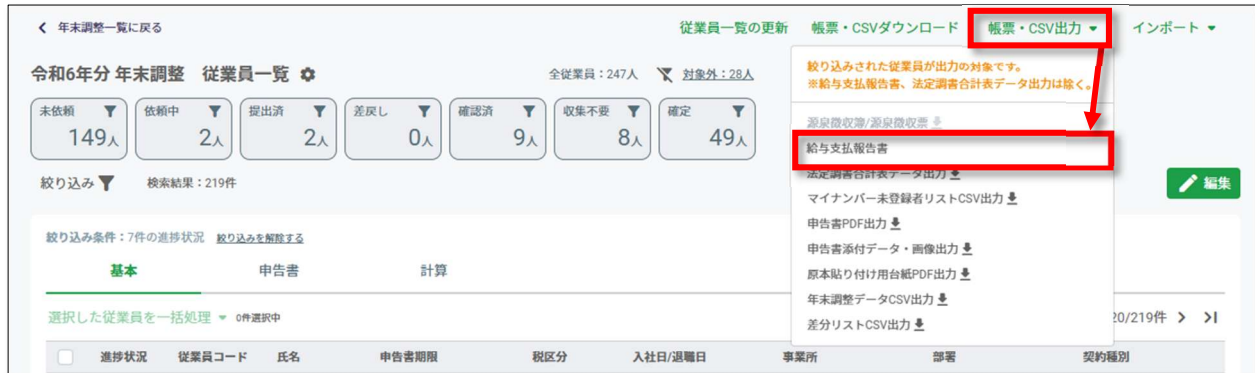 年末調整一覧に戻る
従業員一覧の更新 帳票・CSVダウンロード 帳票・CSV出力 インポート
令和6年分 年末調整 従業員一覧
全従業員：247人 対象外：28人
未依頼 149人
依頼中 2人
提出済 2人
差戻し 0人
確認済 9人
収集不要 8人
確定 49人
絞り込み 検索結果：219件
編集
絞り込みされた従業員が出力の対象です。
※給与支払報告書、法定調書合計表データ出力は除く。
源泉徴収簿/源泉徴収票
給与支払報告書
法定調書合計表データ出力
マイナンバー未登録者リストCSV出力
申告書PDF出力
申告書添付データ・画像出力
原本貼り付け用台紙PDF出力
年末調整データCSV出力
差分リストCSV出力
絞り込み条件：7件の進捗状況 絞り込みを解除する
基本 申告書 計算
選択した従業員を一括処理 0件選択中
20/219件
進捗状況 従業員コード 氏名 申告書期限 税区分 入社日/退職日 事業所 部署 契約種別